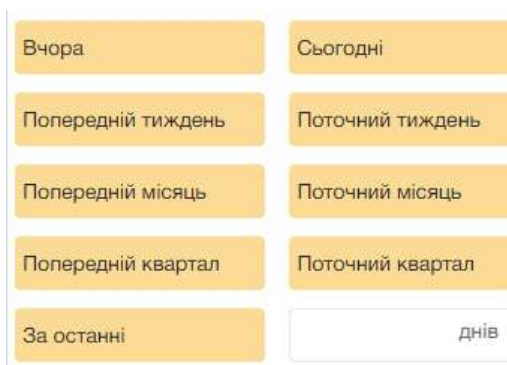 Вчора
Сьогодні
Попередній тиждень
Поточний тиждень
Попередній місяць
Поточний місяць
Попередній квартал
Поточний квартал
За останні
днів